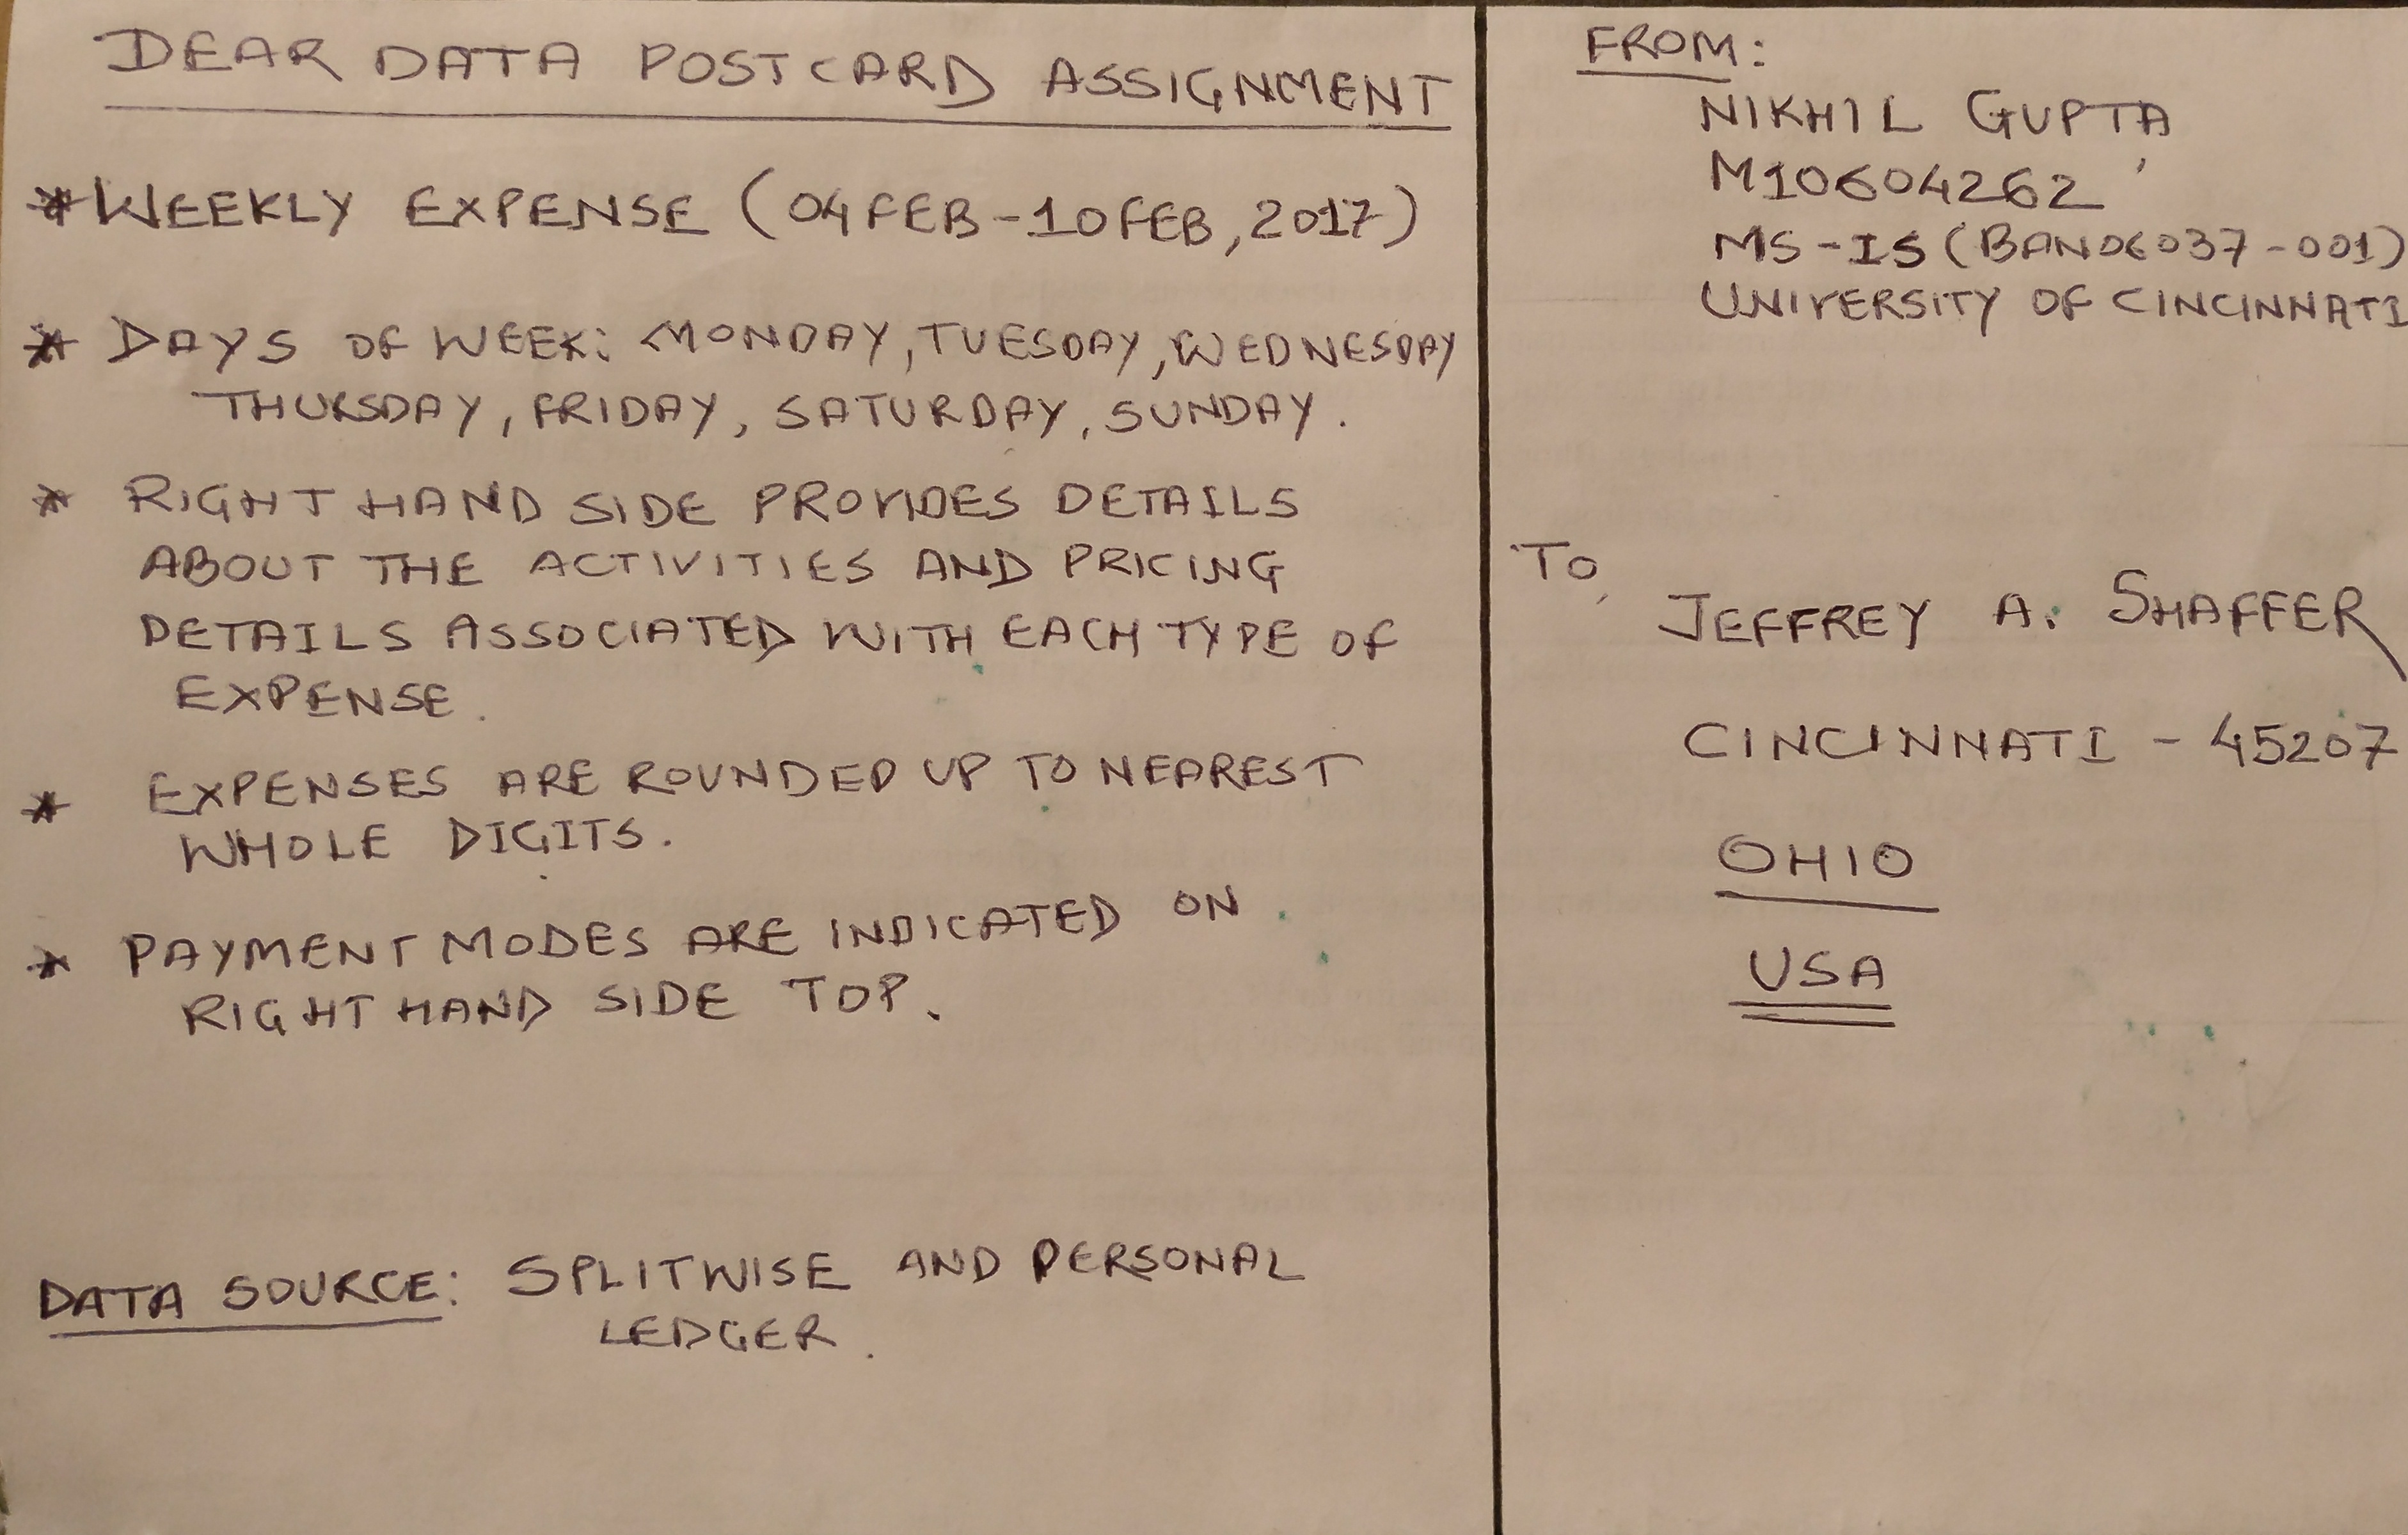 DEAR DATA POSTCARD ASSIGNMENT
* WEEKLY EXPENSE (04 FEB - 10 FEB, 2017)
* DAYS OF WEEK: MONDAY, TUESDAY, WEDNESDAY
THURSDAY, FRIDAY, SATURDAY, SUNDAY.
* RIGHT HAND SIDE PROVIDES DETAILS
ABOUT THE ACTIVITIES AND PRICING
DETAILS ASSOCIATED WITH EACH TYPE OF
EXPENSE.
* EXPENSES ARE ROUNDED UP TO NEAREST
WHOLE DIGITS.
* PAYMENT MODES ARE INDICATED ON
RIGHT HAND SIDE TOP.
DATA SOURCE: SPLITWISE AND PERSONAL
LEDGER.
FROM:
NIKHIL GUPTA
M10604262
MS-IS (BAND6037-001)
UNIVERSITY OF CINCINNATI
TO,
JEFFREY A. SHAFFER
CINCINNATI - 45207
OHIO
USA